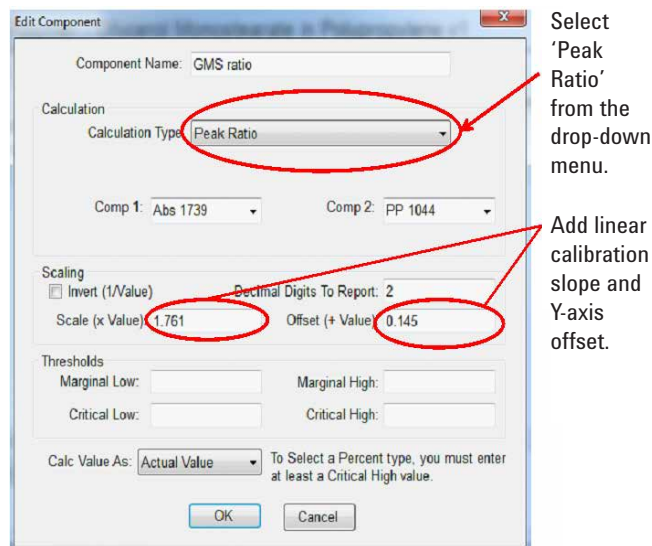 Edit Component
Component Name: GMS ratio
Calculation
Calculation Type Peak Ratio
Comp 1: Abs 1739 Comp 2: PP 1044
Scaling
Invert (1/Value) Decimal Digits To Report: 2
Scale (x Value) 1.761 Offset (+ Value) 0.145
Thresholds
Marginal Low: Marginal High:
Critical Low: Critical High:
Calc Value As: Actual Value To Select a Percent type, you must enter
at least a Critical High value.
OK Cancel
Select
‘Peak
Ratio’
from the
drop-down
menu.
Add linear
calibration
slope and
Y-axis
offset.